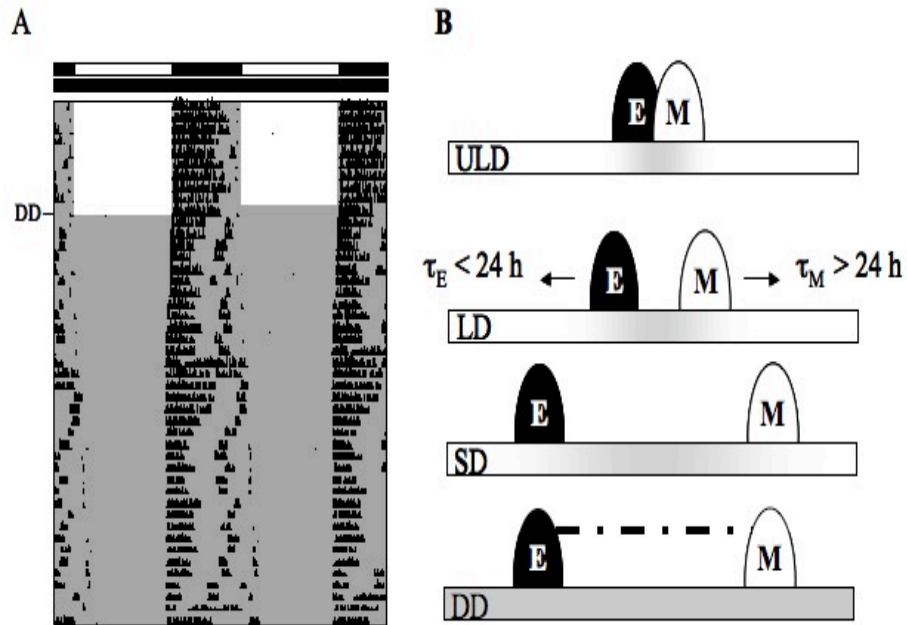 A
DD
B
E M
ULD
τE < 24 h E M τM > 24 h
LD
E M
SD
E M
DD